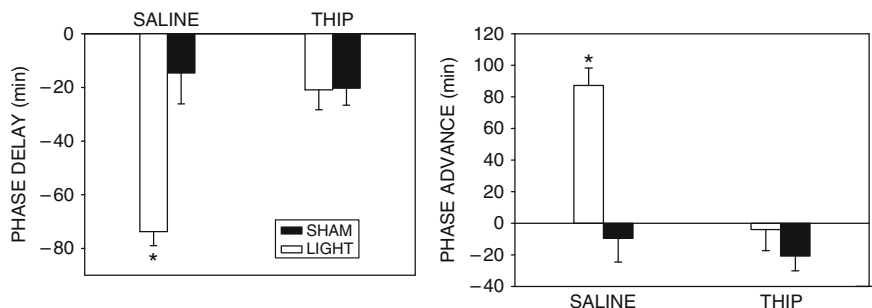 SALINE THIP
0
−20
−40
−60
−80
PHASE DELAY (min)
SHAM
LIGHT
*
120
100
80
60
40
20
0
−20
−40
PHASE ADVANCE (min)
*
SALINE THIP